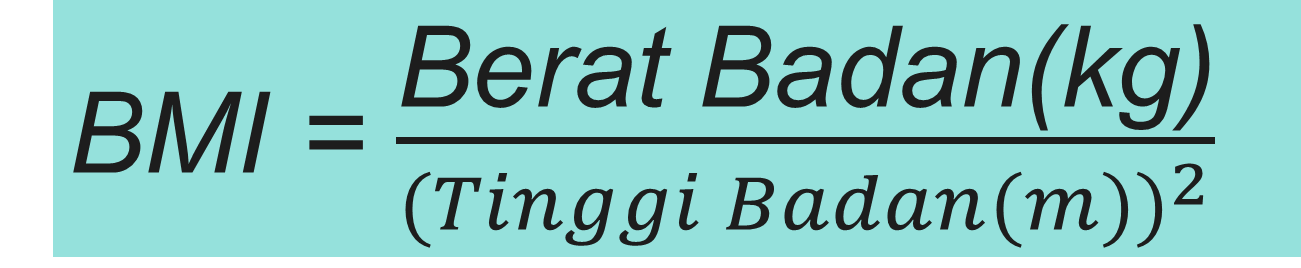 BMI = Berat Badan(kg)
(Tinggi Badan(m))²